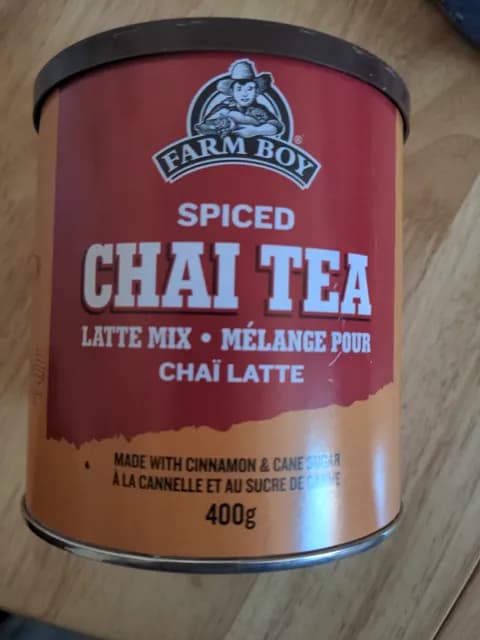 FARM BOY
®
SPICED
CHAI TEA
LATTE MIX • MÉLANGE POUR
CHAÏ LATTE
MADE WITH CINNAMON & CANE SUGAR
À LA CANNELLE ET AU SUCRE DE CANNE
400g